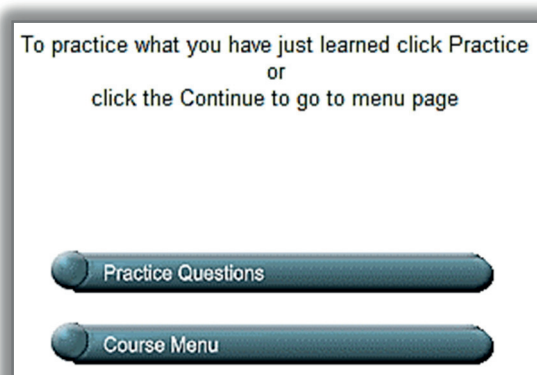 To practice what you have just learned click Practice
or
click the Continue to go to menu page
Practice Questions
Course Menu